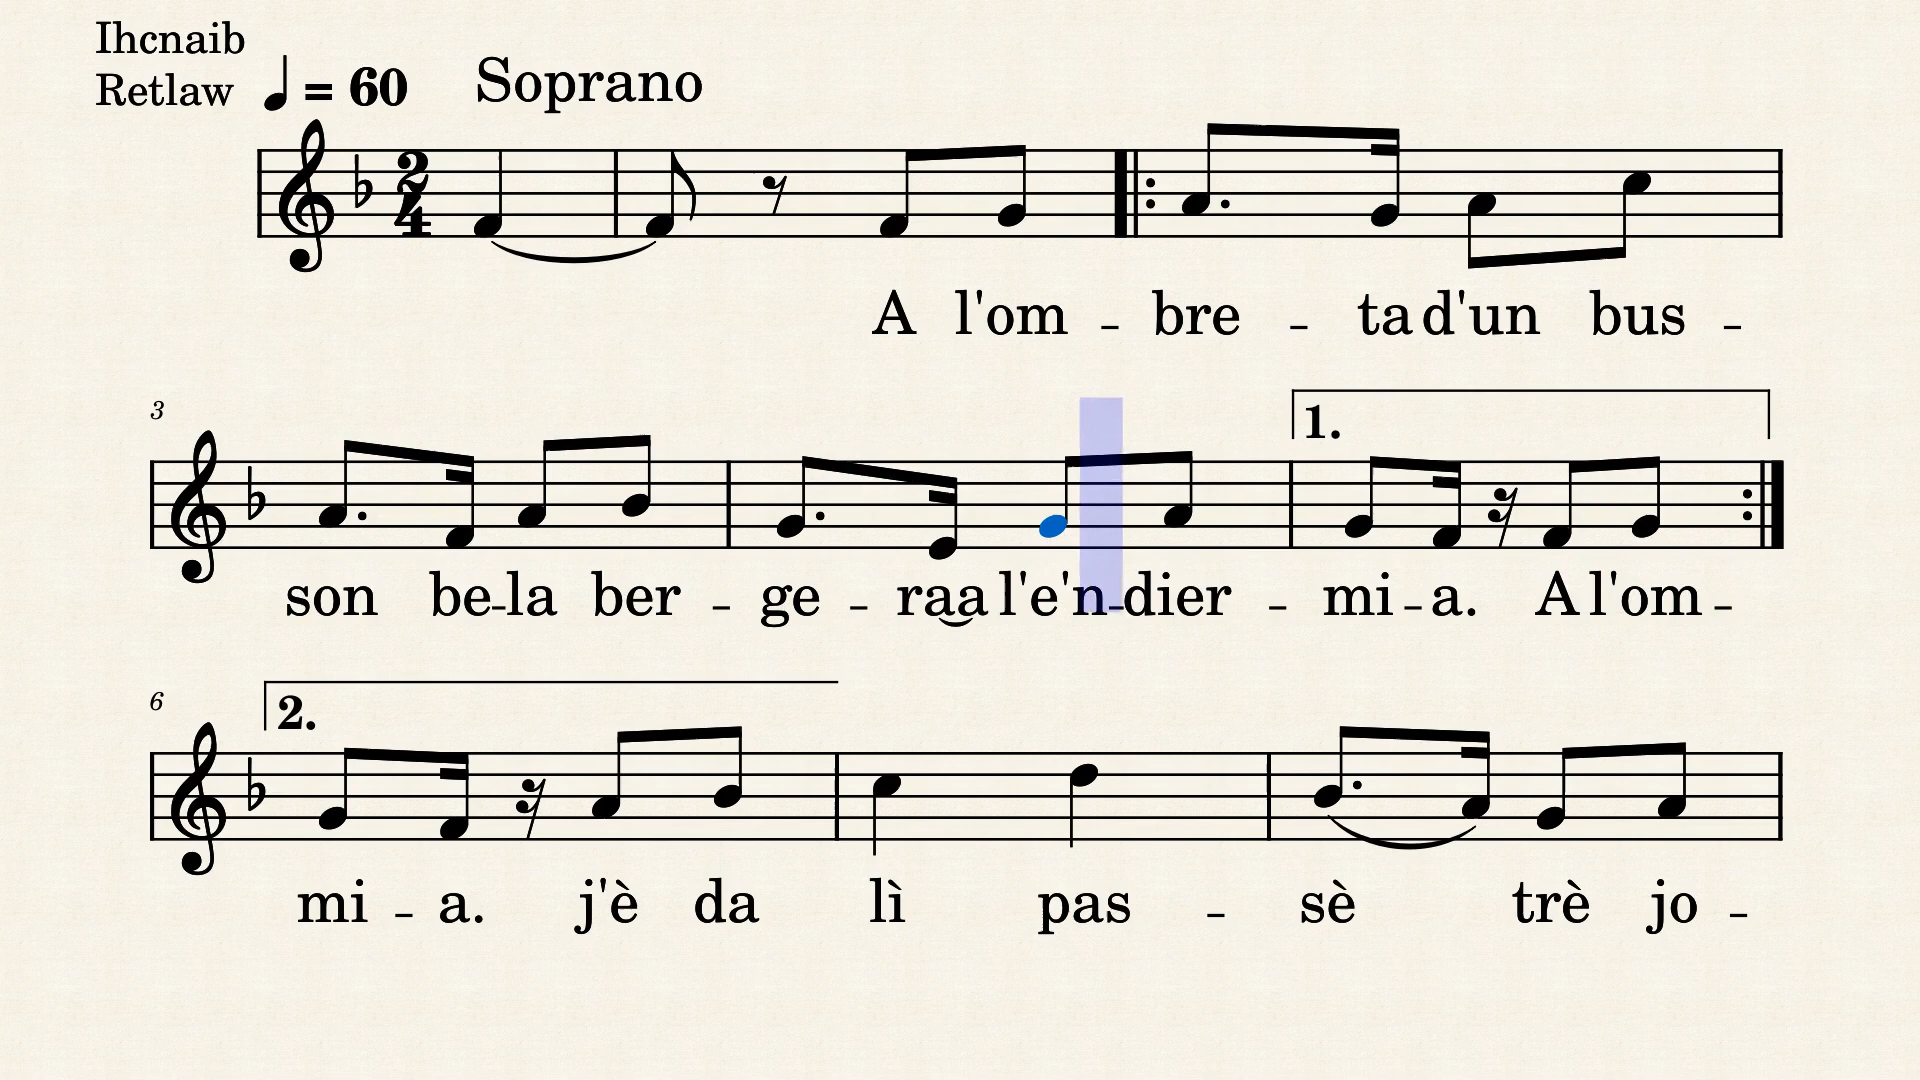 Ihcnaib
Retlaw = 60 Soprano
2
4
A l'om - bre - ta d'un bus -
3
1.
son be-la ber - ge - raa l'e'n-dier - mi - a. A l'om -
6
2.
mi - a. j'è da lì pas - sè trè jo -